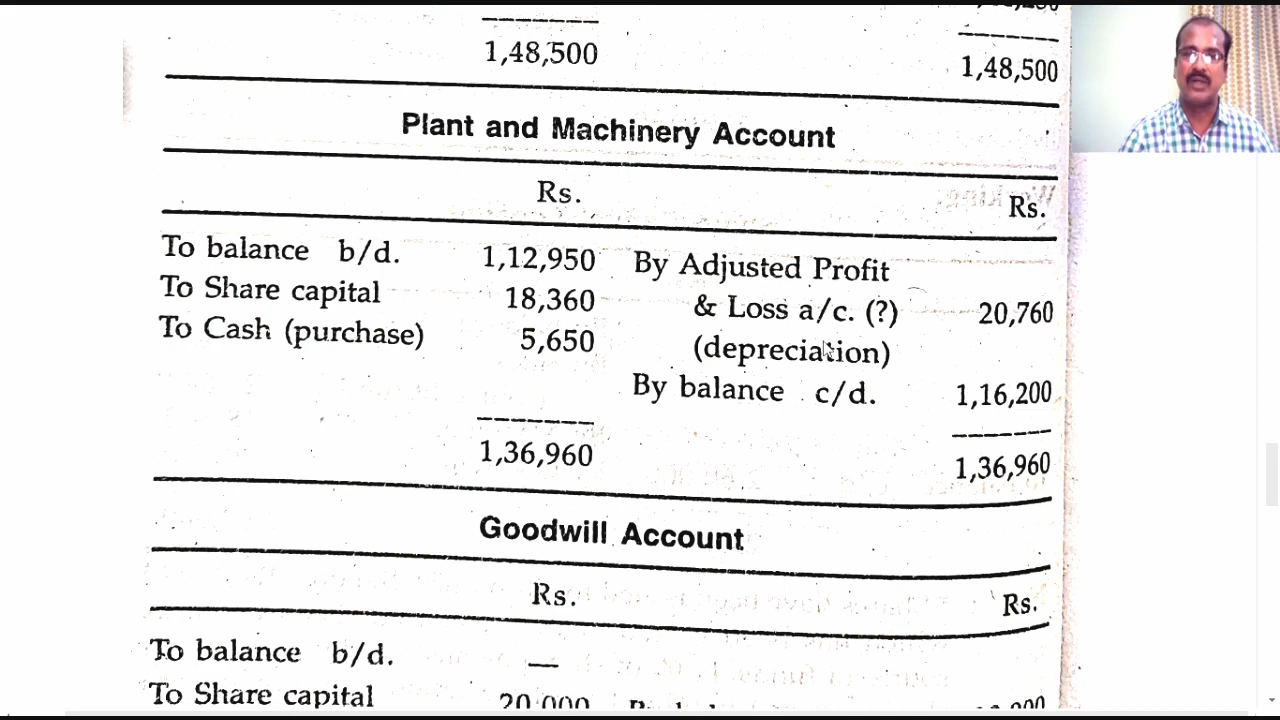 1,48,500 1,48,500
Plant and Machinery Account
Rs. Rs.
To balance b/d. 1,12,950 By Adjusted Profit
To Share capital 18,360 & Loss a/c. (?) 20,760
To Cash (purchase) 5,650 (depreciation)
By balance c/d. 1,16,200
1,36,960 1,36,960
Goodwill Account
Rs. Rs.
To balance b/d. —
To Share capital 20,000